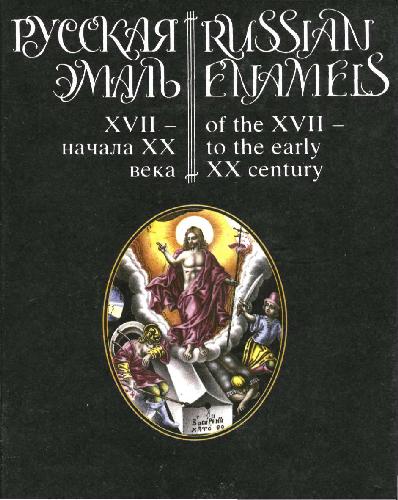 РУССКАЯ
ЭМАЛЬ
XVII –
начала XX
века
RUSSIAN
ENAMELS
of the XVII –
to the early
XX century